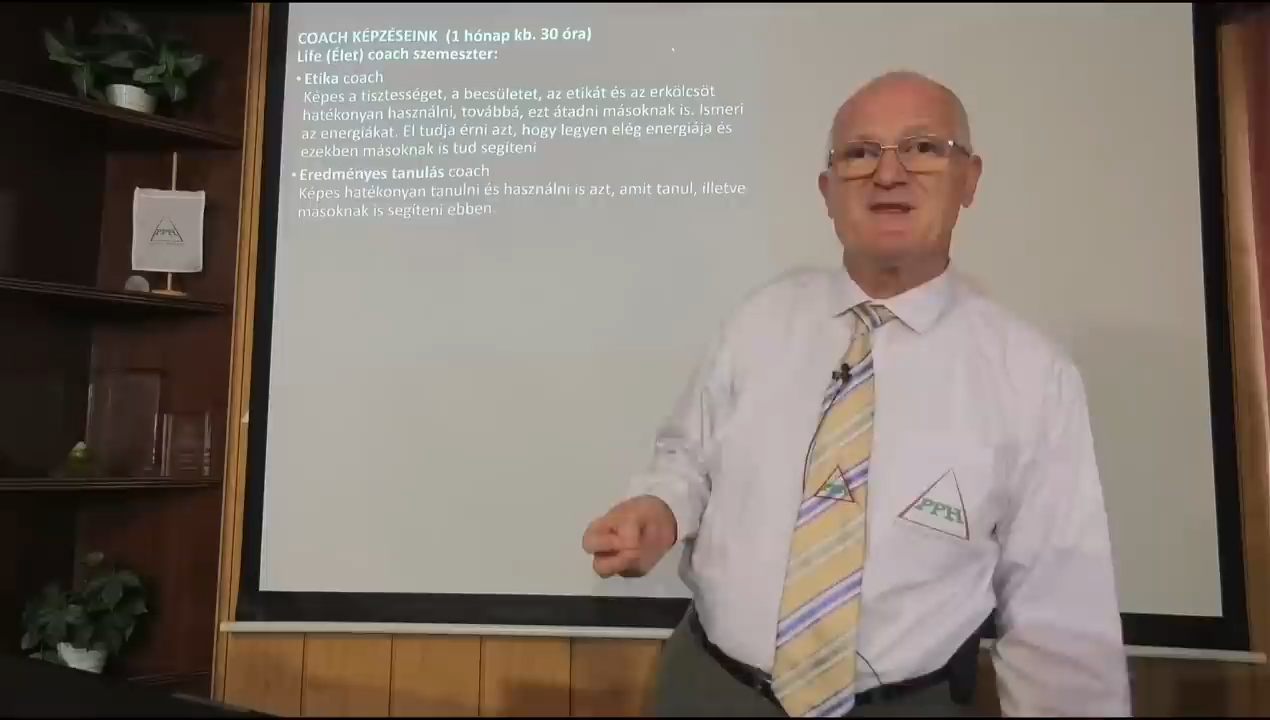 COACH KÉPZÉSEINK (1 hónap kb. 30 óra)
Life (Élet) coach szemeszter:
• Etika coach
Képes a tisztességet, a becsületet, az etikát és az erkölcsöt
hatékonyan használni, továbbá, ezt átadni másoknak is. Ismeri
az energiákat. El tudja érni azt, hogy legyen elég energiája és
ezekben másoknak is tud segíteni
• Eredményes tanulás coach
Képes hatékonyan tanulni és használni is azt, amit tanul, illetve
másoknak is segíteni ebben.
PPH
PPH